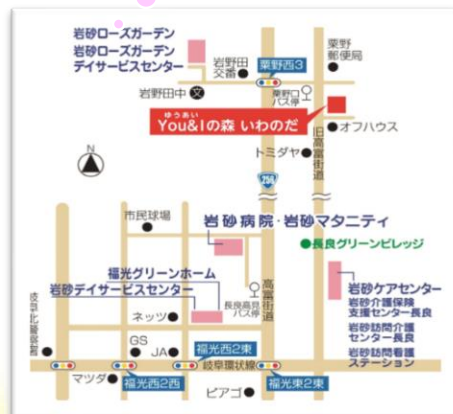 岩砂ローズガーデン
岩砂ローズガーデン
デイサービスセンター
岩野田
交番
栗野西3
栗野
郵便局
岩野田中
文
栗野口
バス停
ゆうあい
You&Iの森 いわのだ
オフハウス
トミダヤ
旧高富街道
N
256
市民球場
岩砂病院・岩砂マタニティ
長良グリーンビレッジ
福光グリーンホーム
岩砂デイサービスセンター
長良高見
バス停
高富街道
岩砂ケアセンター
岩砂介護保険
支援センター長良
岩砂訪問介護
センター長良
岩砂訪問看護
ステーション
岐阜北警察署
ネッツ
GS
JA
福光西2東
岐阜環状線
マツダ
福光西2西
福光東2東
ピアゴ